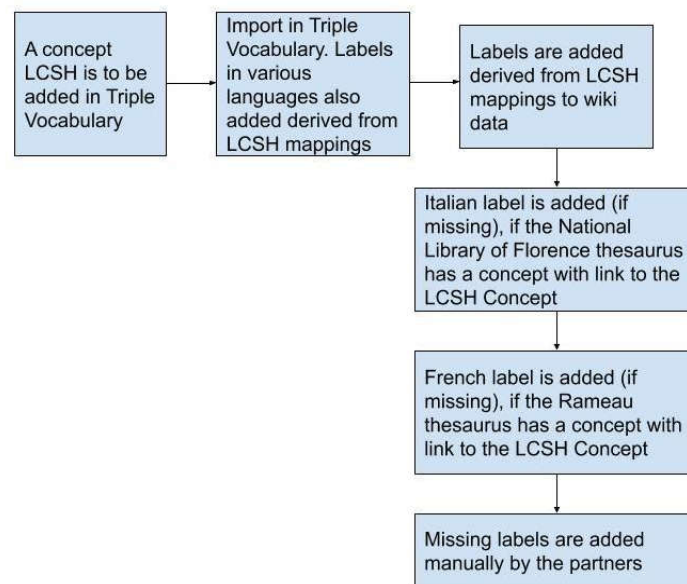 A concept
LCSH is to be
added in Triple
Vocabulary
Import in Triple
Vocabulary. Labels
in various
languages also
added derived from
LCSH mappings
Labels are added
derived from LCSH
mappings to wiki
data
Italian label is added (if
missing), if the National
Library of Florence thesaurus
has a concept with link to the
LCSH Concept
French label is added (if
missing), if the Rameau
thesaurus has a concept with
link to the LCSH Concept
Missing labels are added
manually by the partners